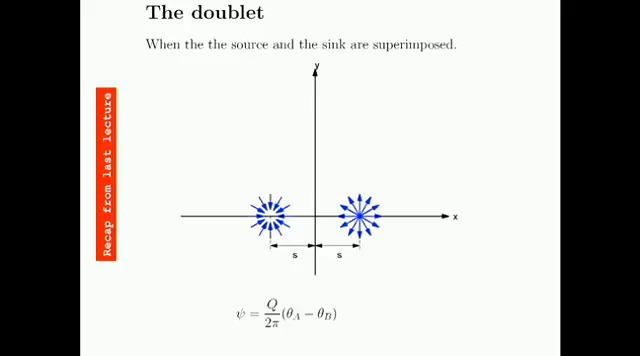 The doublet
When the the source and the sink are superimposed.
Recap from last lecture
y
x
s
s
ψ = Q/2π (θ_A − θ_B)